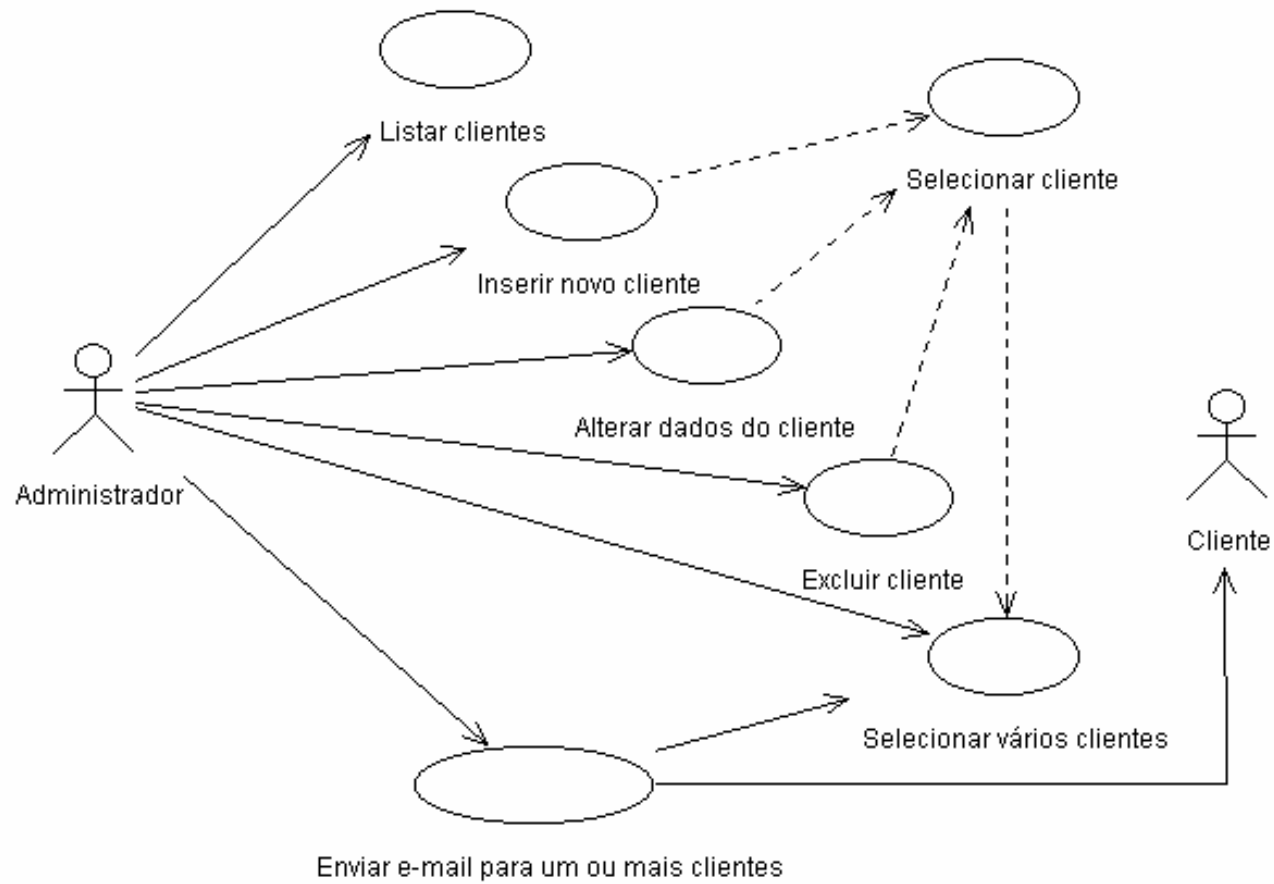 Listar clientes
Selecionar cliente
Inserir novo cliente
Alterar dados do cliente
Administrador
Cliente
Excluir cliente
Selecionar vários clientes
Enviar e-mail para um ou mais clientes